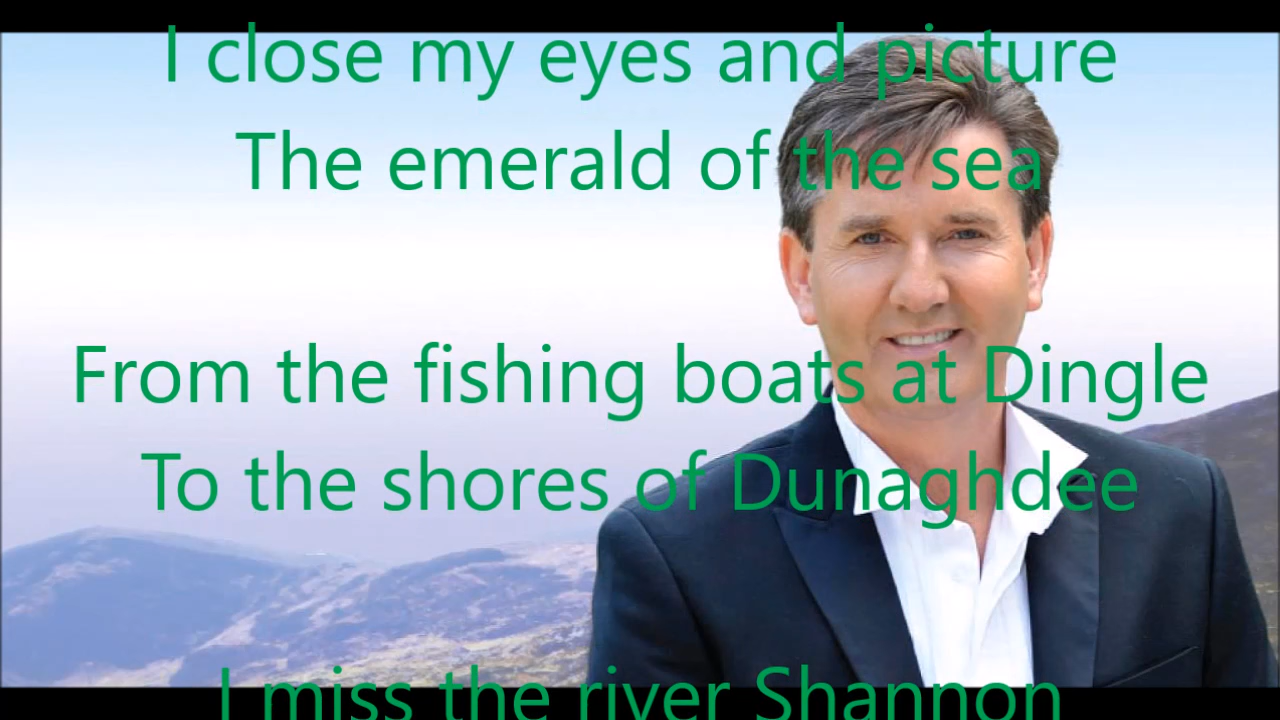 I close my eyes and picture
The emerald of the sea
From the fishing boats at Dingle
To the shores of Dunaghdee
I miss the river Shannon